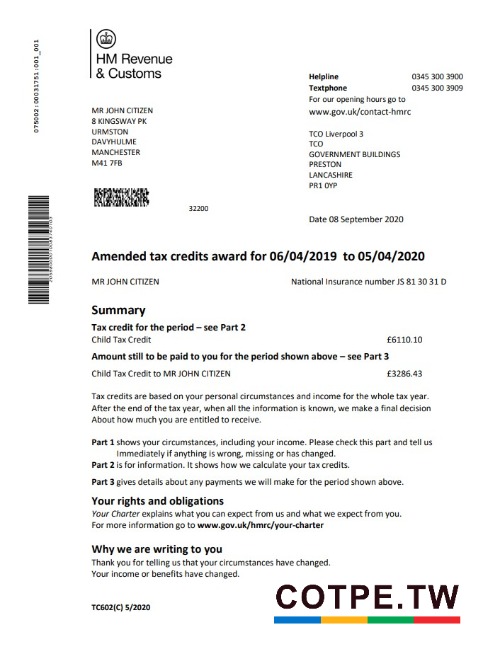 075002:00031751:001_001
HM Revenue
& Customs
Helpline 0345 300 3900
Textphone 0345 300 3909
For our opening hours go to
www.gov.uk/contact-hmrc
MR JOHN CITIZEN
8 KINGSWAY PK
URMSTON
DAVYHULME
MANCHESTER
M41 7FB
TCO Liverpool 3
TCO
GOVERNMENT BUILDINGS
PRESTON
LANCASHIRE
PR1 0YP
32200
Date 08 September 2020
Amended tax credits award for 06/04/2019 to 05/04/2020
MR JOHN CITIZEN National Insurance number JS 81 30 31 D
Summary
Tax credit for the period – see Part 2
Child Tax Credit £6110.10
Amount still to be paid to you for the period shown above – see Part 3
Child Tax Credit to MR JOHN CITIZEN £3286.43
Tax credits are based on your personal circumstances and income for the whole tax year.
After the end of the tax year, when all the information is known, we make a final decision
About how much you are entitled to receive.
Part 1 shows your circumstances, including your income. Please check this part and tell us
Immediately if anything is wrong, missing or has changed.
Part 2 is for information. It shows how we calculate your tax credits.
Part 3 gives details about any payments we will make for the period shown above.
Your rights and obligations
Your Charter explains what you can expect from us and what we expect from you.
For more information go to www.gov.uk/hmrc/your-charter
Why we are writing to you
Thank you for telling us that your circumstances have changed.
Your income or benefits have changed.
TC602(C) 5/2020
COTPE.TW